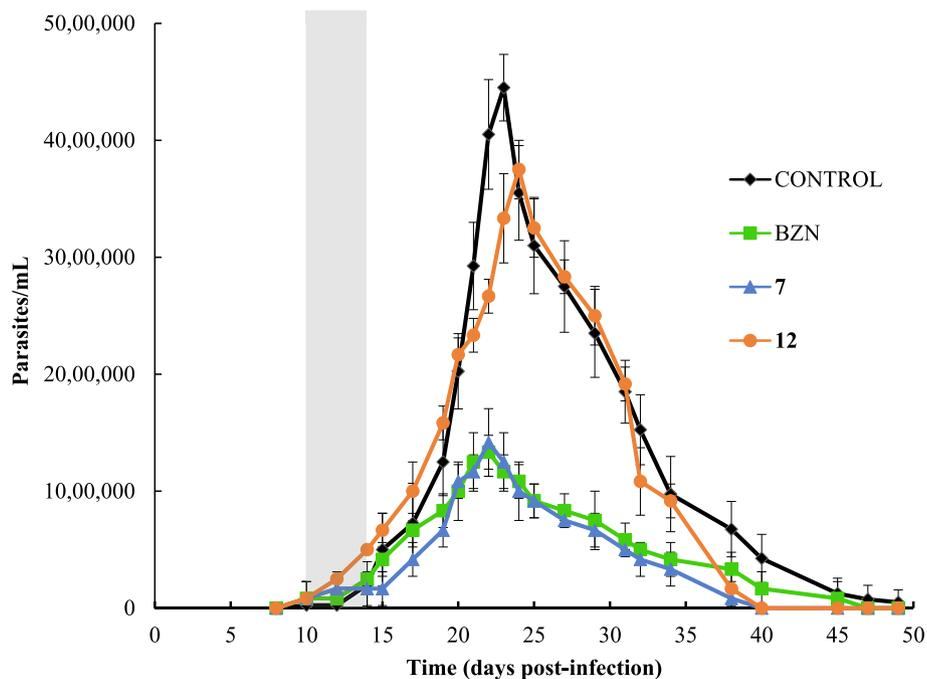 50,00,000
40,00,000
30,00,000
20,00,000
10,00,000
0
Parasites/mL
0 5 10 15 20 25 30 35 40 45 50
Time (days post-infection)
CONTROL
BZN
7
12